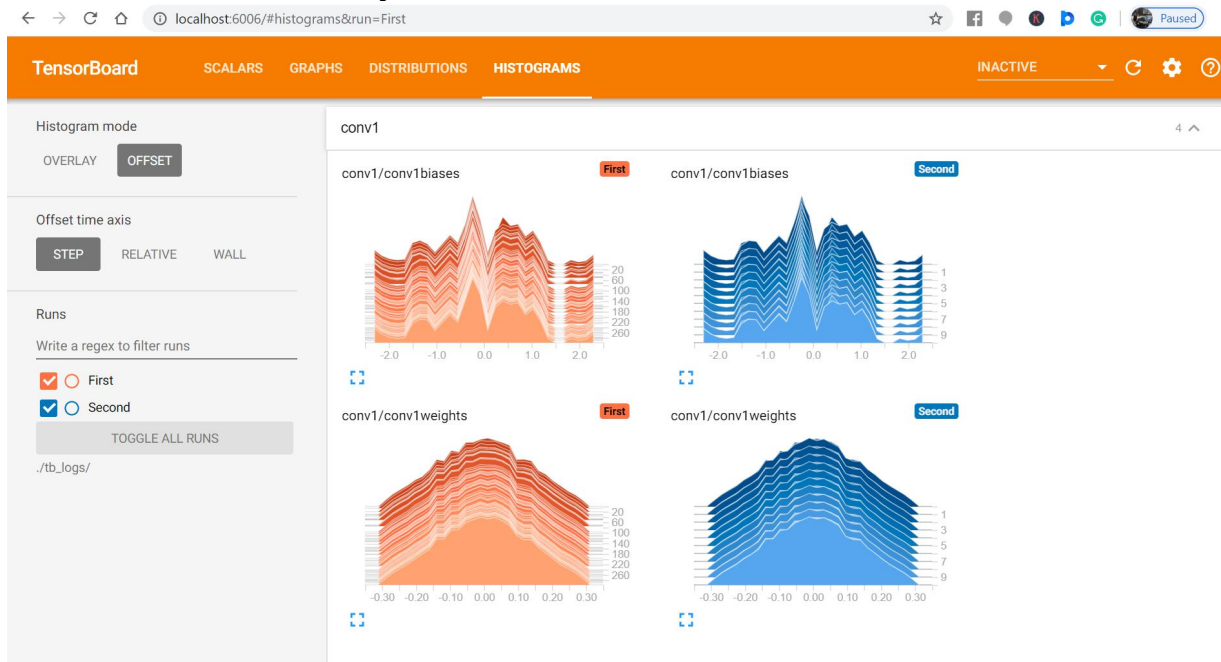 localhost:6006/#histograms&run=First
Paused
TensorBoard SCALARS GRAPHS DISTRIBUTIONS HISTOGRAMS INACTIVE
Histogram mode
OVERLAY OFFSET
Offset time axis
STEP RELATIVE WALL
Runs
Write a regex to filter runs
First
Second
TOGGLE ALL RUNS
./tb_logs/
conv1 4
conv1/conv1biases First
20
60
100
140
180
220
260
-2.0 -1.0 0.0 1.0 2.0
conv1/conv1biases Second
1
3
5
7
9
-2.0 -1.0 0.0 1.0 2.0
conv1/conv1weights First
20
60
100
140
180
220
260
-0.30 -0.20 -0.10 0.00 0.10 0.20 0.30
conv1/conv1weights Second
1
3
5
7
9
-0.30 -0.20 -0.10 0.00 0.10 0.20 0.30